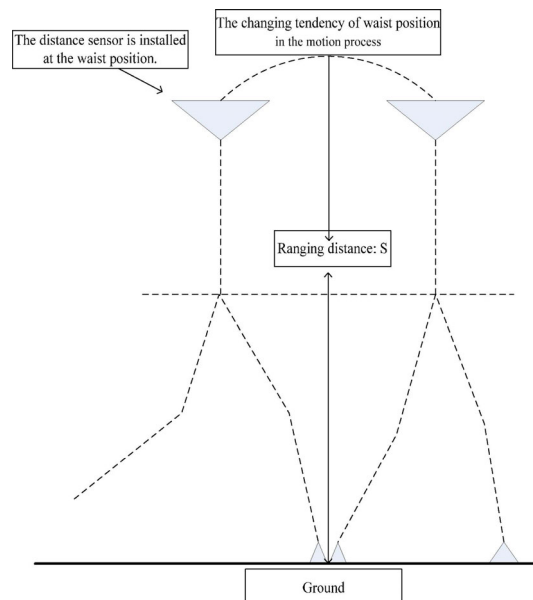 The changing tendency of waist position
in the motion process
The distance sensor is installed
at the waist position.
Ranging distance: S
Ground